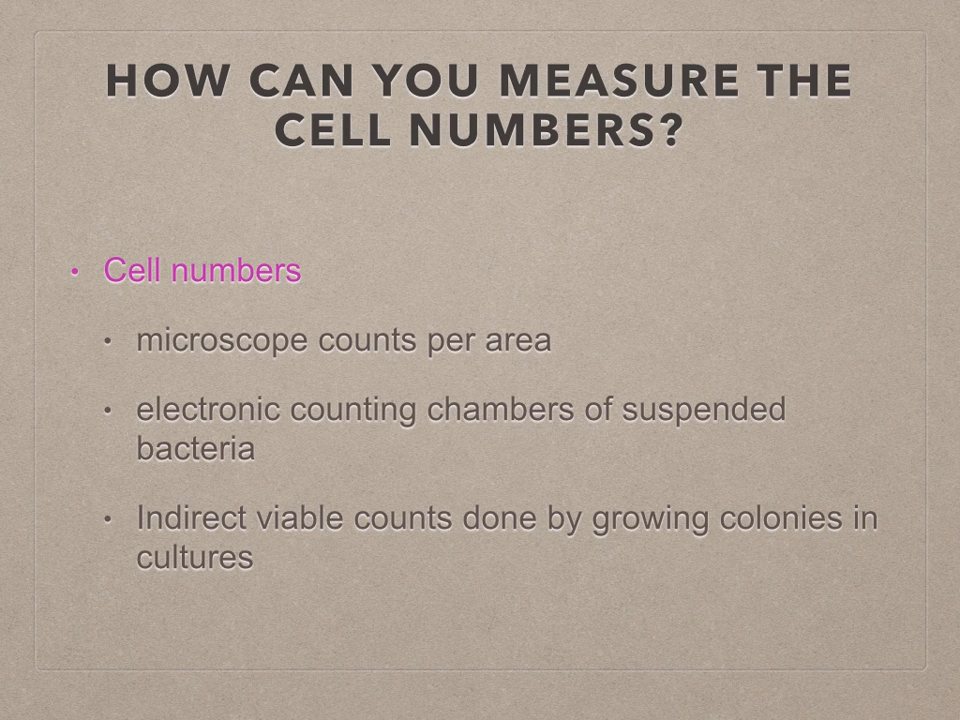 HOW CAN YOU MEASURE THE
CELL NUMBERS?
• Cell numbers
• microscope counts per area
• electronic counting chambers of suspended
bacteria
• Indirect viable counts done by growing colonies in
cultures